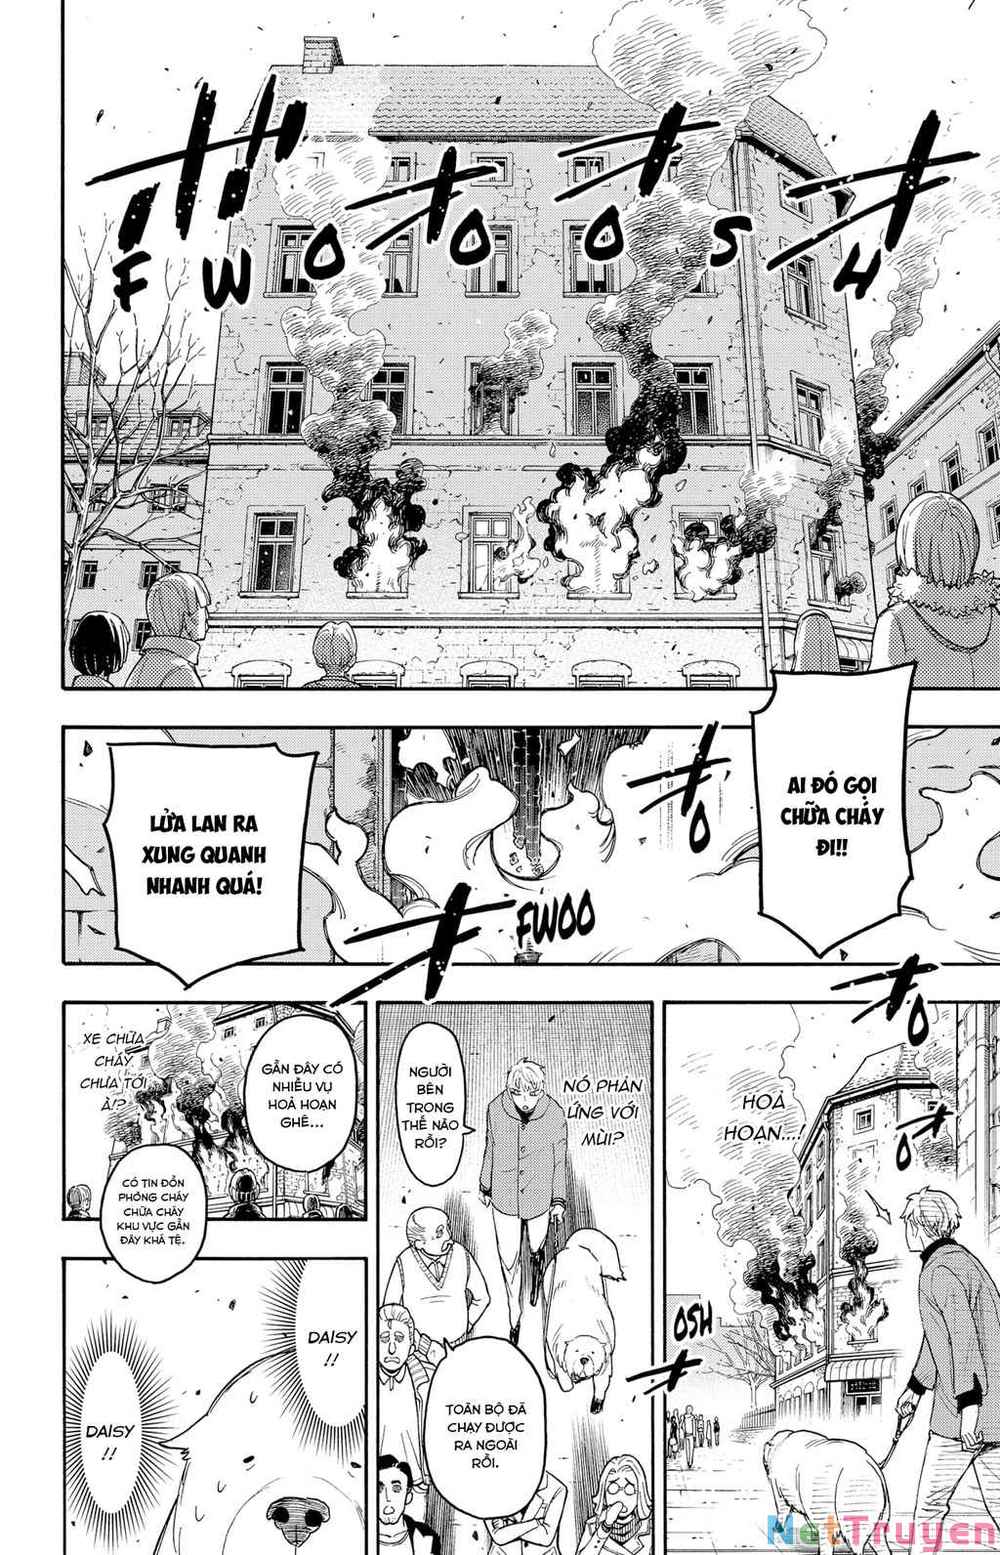 FWOOOSH
AI ĐÓ GỌI
CHỮA CHÁY
ĐI!!
LỬA LAN RA
XUNG QUANH
NHANH QUÁ!
FWOO
HOẢ
HOẠN...!
OSH
NÓ PHẢN
ỨNG VỚI
MÙI?
NGƯỜI
BÊN
TRONG
THẾ NÀO
RỒI?
TOÀN BỘ ĐÃ
CHẠY ĐƯỢC
RA NGOÀI
RỒI.
GẦN ĐÂY CÓ
NHIỀU VỤ
HOẢ HOẠN
GHÊ...
XE CHỮA
CHÁY
CHƯA TỚI
À!?
CÓ TIN ĐỒN
PHÒNG CHÁY
CHỮA CHÁY
KHU VỰC GẦN
ĐÂY KHÁ TỆ.
DAISY
!!
DAISY
!!
NetTruyen